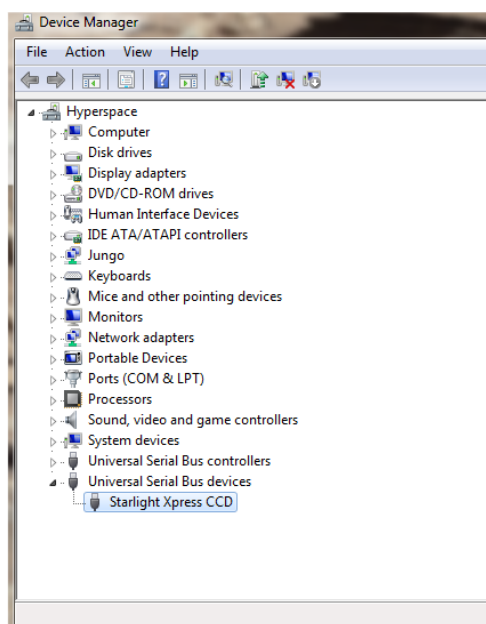 Device Manager
File Action View Help
Hyperspace
Computer
Disk drives
Display adapters
DVD/CD-ROM drives
Human Interface Devices
IDE ATA/ATAPI controllers
Jungo
Keyboards
Mice and other pointing devices
Monitors
Network adapters
Portable Devices
Ports (COM & LPT)
Processors
Sound, video and game controllers
System devices
Universal Serial Bus controllers
Universal Serial Bus devices
Starlight Xpress CCD